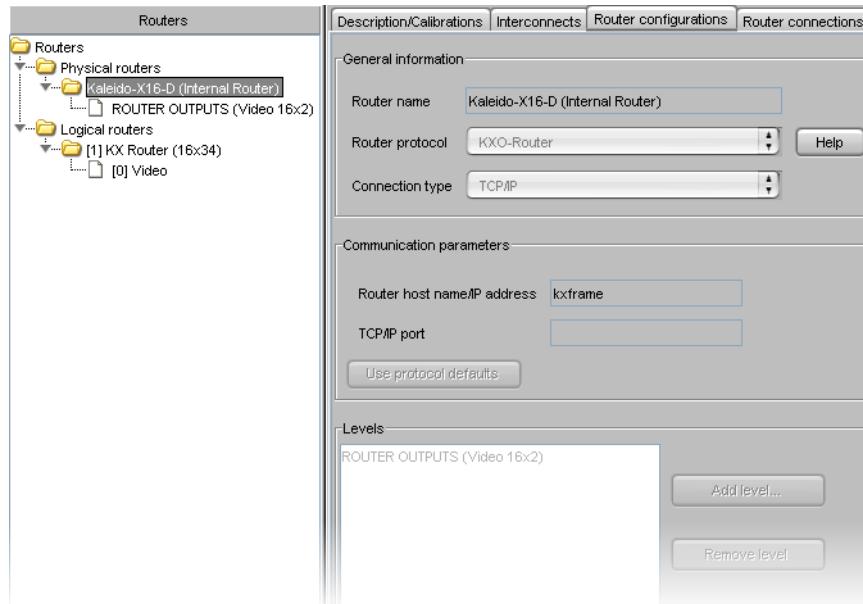 Routers
Routers
Physical routers
Kaleido-X16-D (Internal Router)
ROUTER OUTPUTS (Video 16x2)
Logical routers
[1] KX Router (16x34)
[0] Video
Description/Calibrations
Interconnects
Router configurations
Router connections
General information
Router name Kaleido-X16-D (Internal Router)
Router protocol KXO-Router Help
Connection type TCP/IP
Communication parameters
Router host name/IP address kxframe
TCP/IP port
Use protocol defaults
Levels
ROUTER OUTPUTS (Video 16x2)
Add level...
Remove level